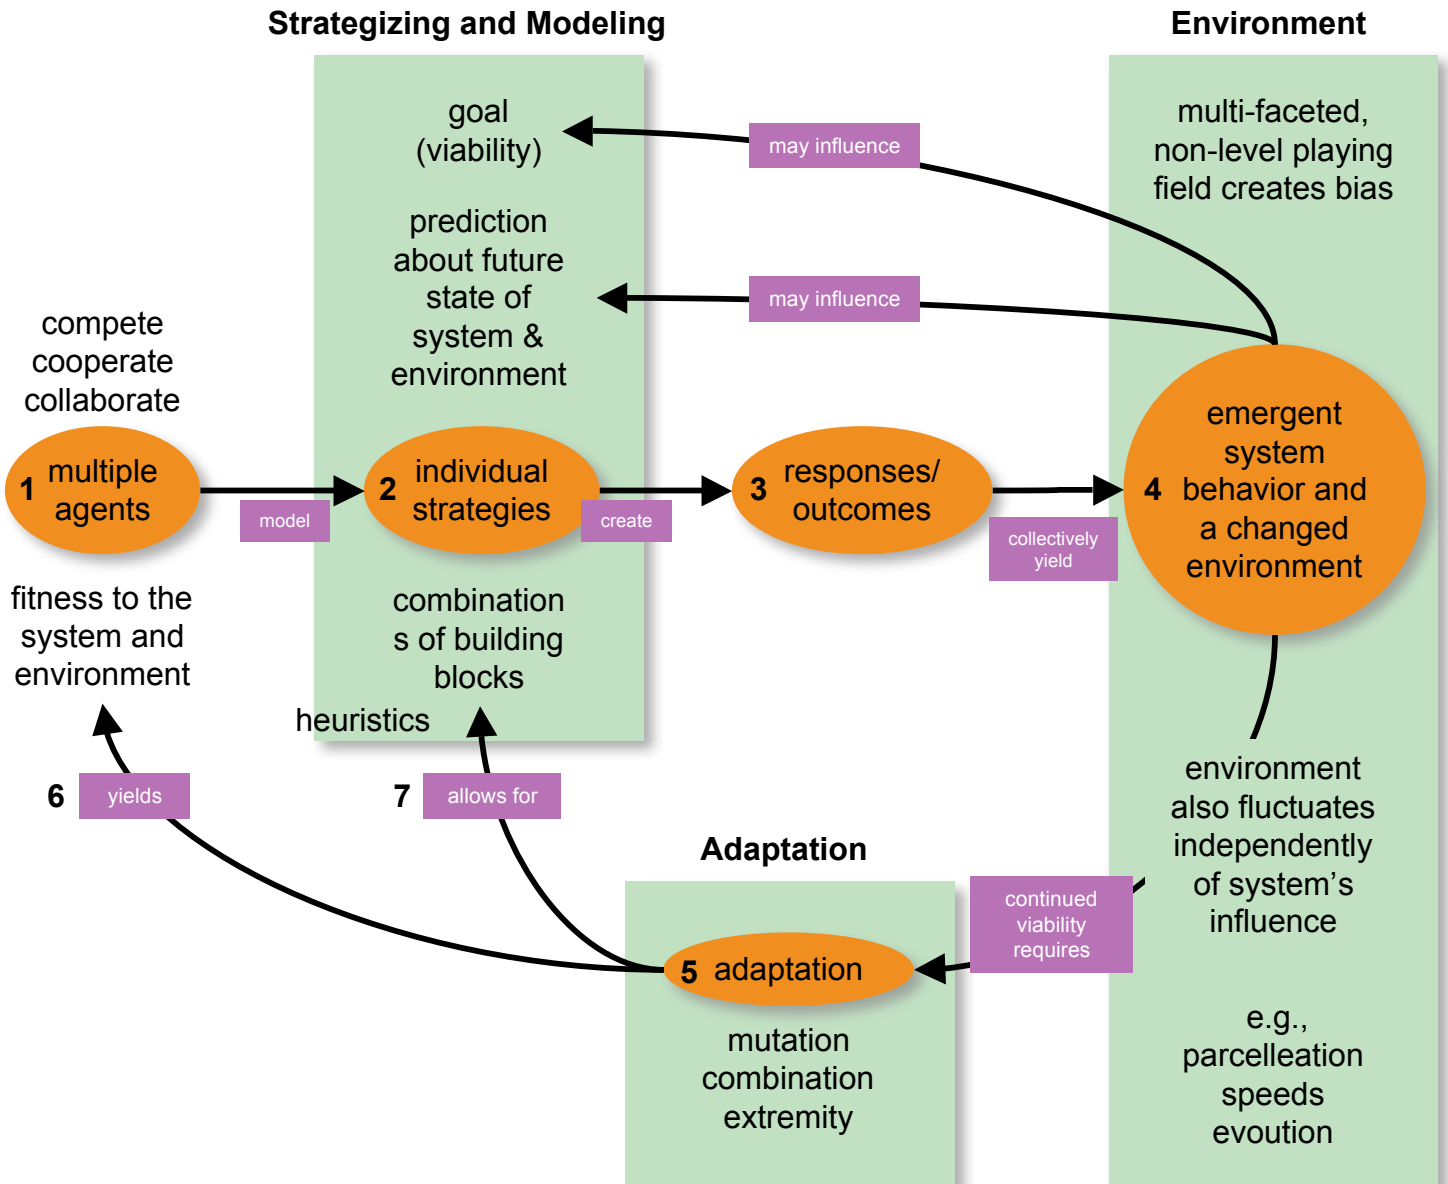 Strategizing and Modeling
Environment
goal
(viability)
may influence
multi-faceted,
non-level playing
field creates bias
prediction
about future
state of
system &
environment
may influence
compete
cooperate
collaborate
1 multiple
agents
model
2 individual
strategies
create
3 responses/
outcomes
collectively
yield
4
emergent
system
behavior and
a changed
environment
fitness to the
system and
environment
combination
s of building
blocks
heuristics
6 yields
7 allows for
environment
also fluctuates
independently
of system’s
influence
Adaptation
continued
viability
requires
5 adaptation
mutation
combination
extremity
e.g.,
parcelleation
speeds
evoution